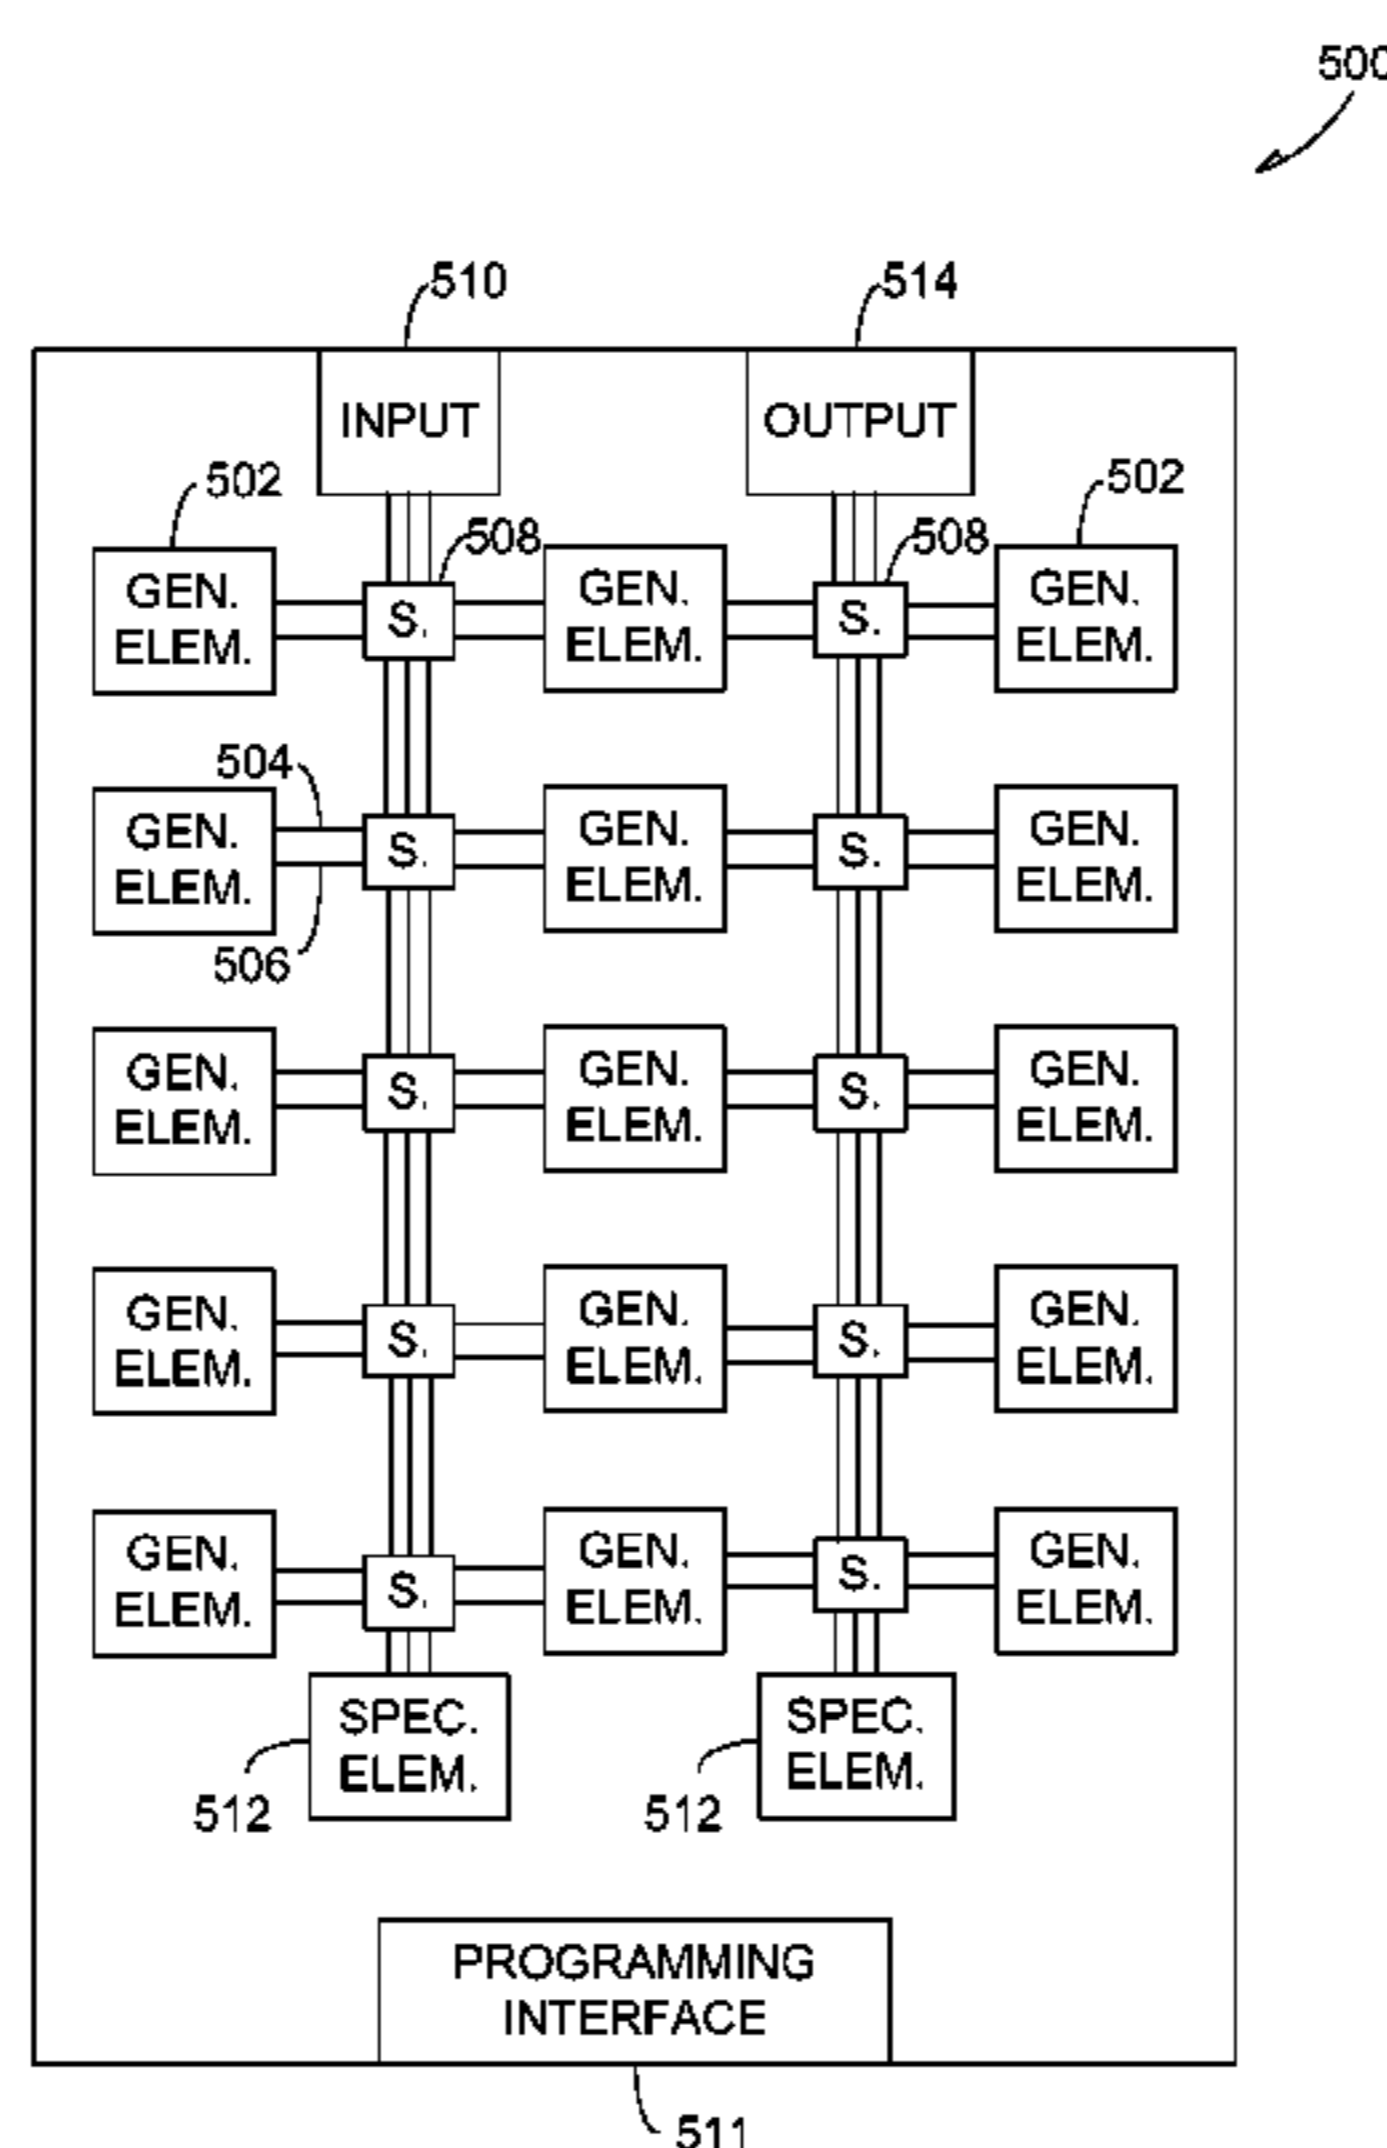 500
510
514
INPUT
OUTPUT
502
502
508
508
GEN.
ELEM.
S.
GEN.
ELEM.
S.
GEN.
ELEM.
504
GEN.
ELEM.
S.
GEN.
ELEM.
S.
GEN.
ELEM.
506
GEN.
ELEM.
S.
GEN.
ELEM.
S.
GEN.
ELEM.
GEN.
ELEM.
S.
GEN.
ELEM.
S.
GEN.
ELEM.
GEN.
ELEM.
S.
GEN.
ELEM.
S.
GEN.
ELEM.
SPEC.
ELEM.
SPEC.
ELEM.
512
512
PROGRAMMING
INTERFACE
511